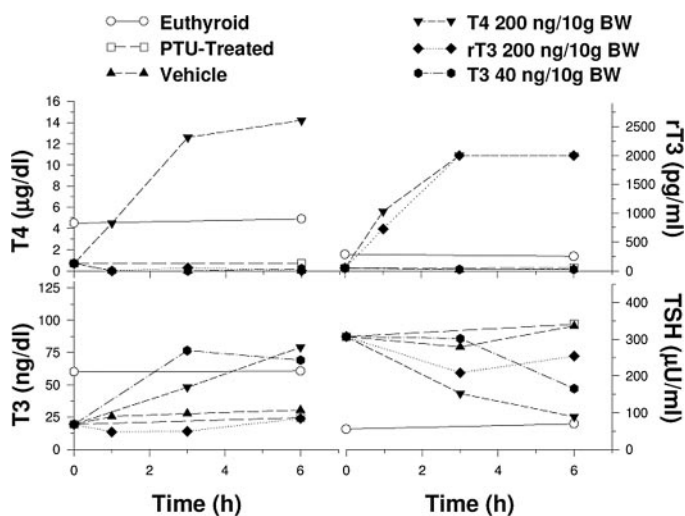 Euthyroid
PTU-Treated
Vehicle
T4 200 ng/10g BW
rT3 200 ng/10g BW
T3 40 ng/10g BW
T4 (μg/dl)
16
14
12
10
8
6
4
2
0
rT3 (pg/ml)
2500
2000
1500
1000
500
0
T3 (ng/dl)
100
75
50
25
0
0 2 4 6
Time (h)
TSH (μU/ml)
400
300
200
100
0
0 2 4 6
Time (h)